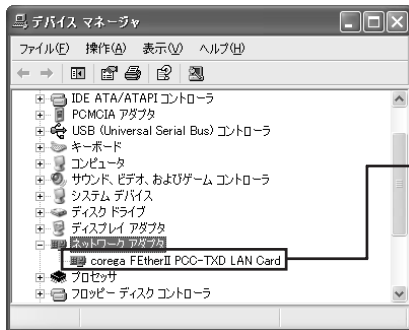 デバイス マネージャ
ファイル(F) 操作(A) 表示(V) ヘルプ(H)
IDE ATA/ATAPI コントローラ
PCMCIA アダプタ
USB (Universal Serial Bus) コントローラ
キーボード
コンピュータ
サウンド、ビデオ、およびゲーム コントローラ
システム デバイス
ディスク ドライブ
ディスプレイ アダプタ
ネットワーク アダプタ
corega FEtherII PCC-TXD LAN Card
プロセッサ
フロッピー ディスク コントローラ